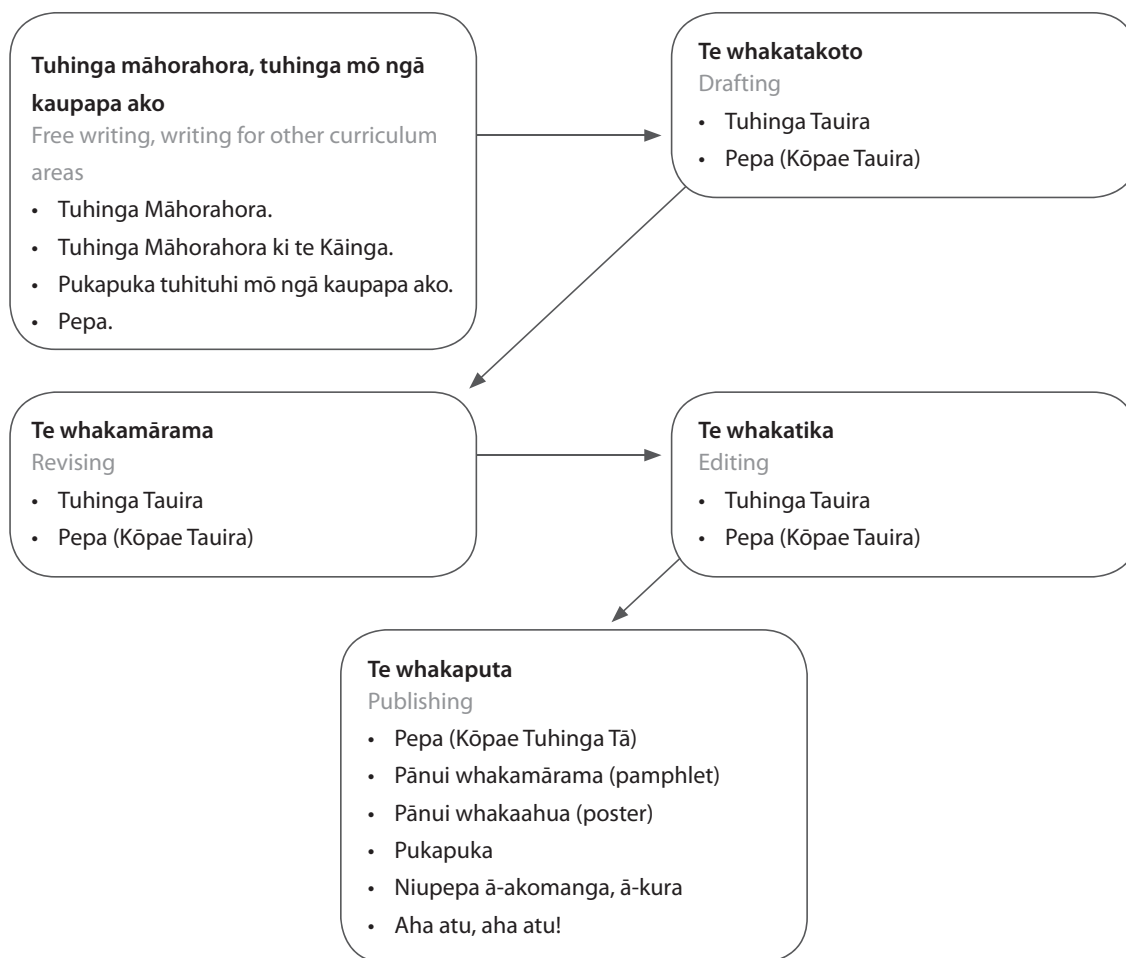 Tuhinga māhorahora, tuhinga mō ngā
kaupapa ako
Free writing, writing for other curriculum
areas
• Tuhinga Māhorahora.
• Tuhinga Māhorahora ki te Kāinga.
• Pukapuka tuhituhi mō ngā kaupapa ako.
• Pepa.
Te whakatakoto
Drafting
• Tuhinga Tauira
• Pepa (Kōpae Tauira)
Te whakamārama
Revising
• Tuhinga Tauira
• Pepa (Kōpae Tauira)
Te whakatika
Editing
• Tuhinga Tauira
• Pepa (Kōpae Tauira)
Te whakaputa
Publishing
• Pepa (Kōpae Tuhinga Tā)
• Pānui whakamārama (pamphlet)
• Pānui whakaahua (poster)
• Pukapuka
• Niupepa ā-akomanga, ā-kura
• Aha atu, aha atu!